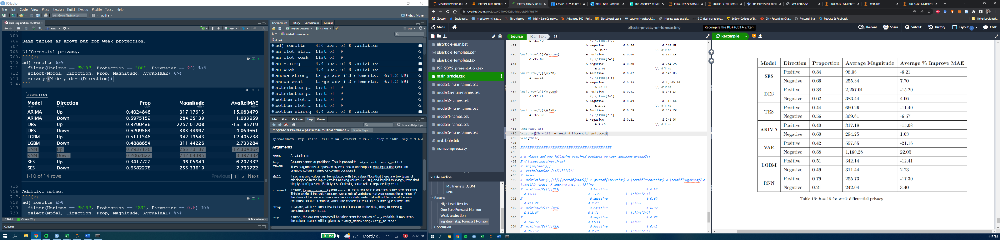 RStudio
File Edit Code View Plots Session Build Debug Profile Tools Help
Go to file/function
Addins
Project: (None)
data_exploration_m3.Rmd
Knit
Run
705
706 Same tables as above but for weak protection.
707
708 Differential privacy.
709 ```{r}
710 adj_results %>%
711 filter(Horizon == "h18", Protection == "DP", Parameter == 20) %>%
712 select(Model, Direction, Prop, Magnitude, AvgRelMAE) %>%
713 arrange(Model, desc(Direction))
714 ```
A tibble: 14 x 5
Model Direction Prop Magnitude AvgRelMAE
<chr> <chr> <dbl> <dbl> <dbl>
ARIMA Up 0.4024848 317.17913 -15.080479
ARIMA Down 0.5975152 284.25139 1.033959
DES Up 0.3790436 2257.01208 -15.195719
DES Down 0.6209564 383.43997 4.059661
LGBM Up 0.5111346 342.13543 -12.405738
LGBM Down 0.4888654 311.44226 2.733284
RNN Up 0.7937178 255.73137 -17.304867
RNN Down 0.2062822 242.04395 3.397332
SES Up 0.3417722 96.05949 -6.207332
SES Down 0.6582278 255.33619 7.703722
1-10 of 14 rows
Previous 1 2 Next
715
716 Additive noise.
717 ```{r}
718 adj_results %>%
719 filter(Horizon == "h18", Protection == "AN", Parameter == 0.5) %>%
720 select(Model, Direction, Prop, Magnitude, AvgRelMAE) %>%
713:34 Chunk 62
R Markdown
Console
Environment History Connections Tutorial
Import Dataset 43 MiB
List
R Global Environment
Data
adj_results 420 obs. of 8 variables
an_plot_stro… List of 9
an_plot_weak List of 9
an_strong 474 obs. of 8 variables
an_weak 474 obs. of 8 variables
anova_strong Large aov (13 elements, 671.2 kB)
anova_weak Large aov (13 elements, 671.2 kB)
attributes_p… List of 9
attributes_p… List of 9
bottom_plot_… List of 9
bottom_plot_… List of 9
bottom strong 474 obs. of 8 variables
Files Plots Packages Help Viewer
Refresh Help Topic
R: Spread a key value pair across multiple columns
Find in Topic
spread(data, key, value, fill = NA, convert = FALSE, drop = TRUE, sep = NULL)
Arguments
data A data frame.
key, value Column names or positions. This is passed to tidyselect::vars_pull().
These arguments are passed by expression and support quasiquotation (you can
unquote column names or column positions).
fill If set, missing values will be replaced with this value. Note that there are two types of
missingness in the input: explicit missing values (i.e. NA), and implicit missings, rows that
simply aren't present. Both types of missing value will be replaced by fill.
convert If TRUE, type.convert() with asis = TRUE will be run on each of the new columns.
This is useful if the value column was a mix of variables that was coerced to a string. If
the class of the value column was factor or date, note that will not be true of the new
columns that are produced, which are coerced to character before type conversion.
drop If FALSE, will keep factor levels that don't appear in the data, filling in missing
combinations with fill.
sep If NULL, the column names will be taken from the values of key variable. If non-NULL,
the column names will be given by "<key_name><sep><key_value>".
100% 77°F Mostly cl... 8:17 PM
Desktop/Privacy-and forecast_plot_comp effects-privacy-on-fo Create LaTeX tables Mail - Bale,Cameron The-Accuracy-of-Ma PII: S0169-2070(00)0 doi:10.1016/j.ijforec m3 forecasting com M3Comp2.dvi doi:10.1016/j.ijforec main.pdf doi:10.1016/j.ijforec
overleaf.com/project/627b00428b4ddbeb97f9b676
Google Bookmarks rmarkdown-cheats... Throttlestop Mail - Bale,Camero... Advanced MD | Pati... Blackboard Learn Jupyter Notebook S... Numpy axes explai... 5 Critical Ingredient... LeBow College of B... Git - Recording Cha... Personal Site Reports & Publicati... Other bookmarks
Menu
effects-privacy-on-forecasting
Recompile the PDF (Ctrl + Enter)
Review Share Submit History Layout Chat
elsarticle-num.bst
elsarticle-template.pdf
elsarticle-template.tex
ISF_2022_presentation.tex
main_article.tex
model1-num-names.bst
model1a-num-names.bst
model2-names.bst
model3-num-names.bst
model4-names.bst
model5-names.bst
model6-num-names.bst
mybibfile.bib
numcompress.sty
File outline
Multivariate LGBM
RNN
Results
High Level Results
One Step Forecast Horizon
Weak protection.
Eighteen Step Forecast Horizon
Conclusion
Source Rich Text Ω
479 & Negative & 0.56 & 369.61
& -6.57 \\ \hline
480 \multirow{2}{*}{ARIMA} & Positive & 0.40 & 317.18
& -15.08 \\ \cline{2-5}
481 & Negative & 0.60 & 284.25
& 1.03 \\ \hline
482 \multirow{2}{*}{VAR} & Positive & 0.42 & 597.85
& -21.16 \\ \cline{2-5}
483 & Negative & 0.58 & 1,160.28
& 22.05 \\ \hline
484 \multirow{2}{*}{LGBM} & Positive & 0.51 & 342.14
& -12.41 \\ \cline{2-5}
485 & Negative & 0.49 & 311.44
& 2.73 \\ \hline
486 \multirow{2}{*}{RNN} & Positive & 0.79 & 255.73
& -17.30 \\ \cline{2-5}
487 & Negative & 0.21 & 242.04
& 3.40 \\ \hline
488 \end{tabular}
489 \caption{$h = 18$ for weak differential privacy.}
490 \end{table}
491
492 %%%%%%%%%%%%%%%%%%%%%%%%%%%%%%%%%%%%%%%%
493
494 % % Please add the following required packages to your document preamble:
495 % % \usepackage{multirow}
496 % \begin{table}[]
497 % \begin{tabular}{|c|l|l|l|l|}
498 % \hline
499 % \multicolumn{1}{|l|}{\textbf{Model}} & \textbf{Direction} & \textbf{Proportion} & \textbf{AvgAbsAdj} &
\textbf{Average \% Improve MAE} \\ \hline
500 % \multirow{2}{*}{SES} & Positive & 0.10
& 46.61 & -2.27 \\ \cline{2-5}
501 % & Negative & 0.90
& 433.83 & 3.75 \\ \hline
502 % \multirow{2}{*}{DES} & Positive & 0.30
& 162.07 & 1.71 \\ \cline{2-5}
503 % & Negative & 0.70
& 790.39 & 11.11 \\ \hline
504 % \multirow{2}{*}{TES} & Positive & 0.41
& 207.58 & 9.79 \\ \cline{2-5}
Recompile
Model Direction Proportion Average Magnitude Average % Improve MAE
SES Positive 0.34 96.06 -6.21
Negative 0.66 255.34 7.70
DES Positive 0.38 2,257.01 -15.20
Negative 0.62 383.44 4.06
TES Positive 0.44 660.26 -11.40
Negative 0.56 369.61 -6.57
ARIMA Positive 0.40 317.18 -15.08
Negative 0.60 284.25 1.03
VAR Positive 0.42 597.85 -21.16
Negative 0.58 1,160.28 22.05
LGBM Positive 0.51 342.14 -12.41
Negative 0.49 311.44 2.73
RNN Positive 0.79 255.73 -17.30
Negative 0.21 242.04 3.40
Table 16: h = 18 for weak differential privacy.
8:17 PM